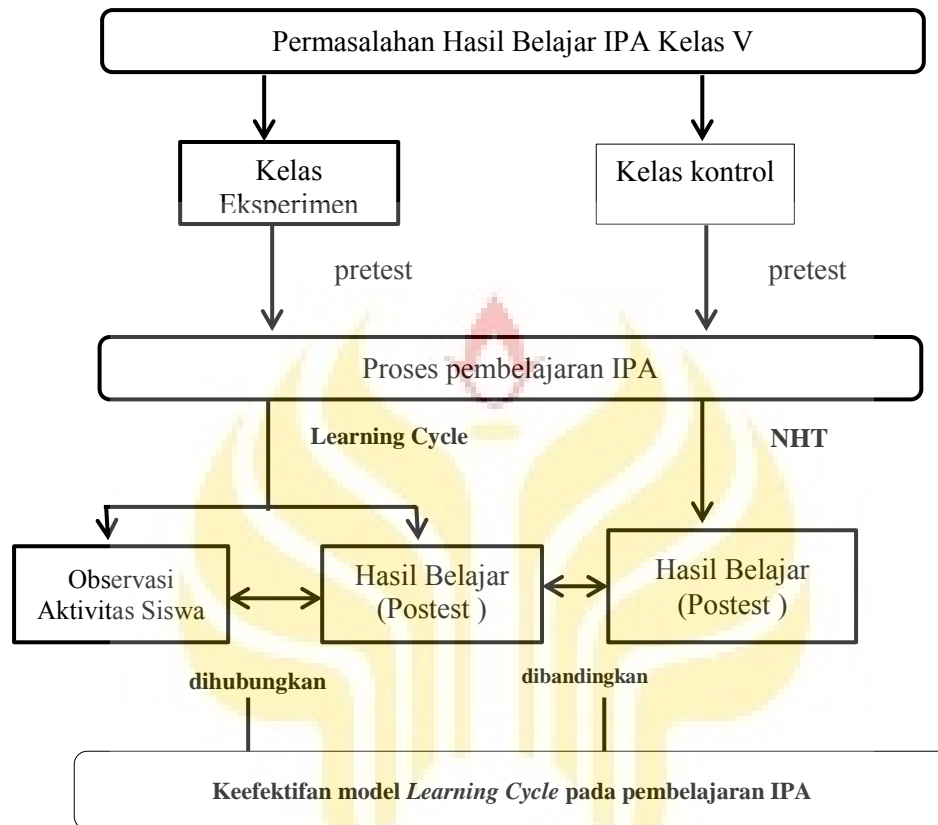 Permasalahan Hasil Belajar IPA Kelas V
Kelas
Eksperimen
Kelas kontrol
pretest
pretest
Proses pembelajaran IPA
Learning Cycle
NHT
Observasi
Aktivitas Siswa
Hasil Belajar
(Postest )
Hasil Belajar
(Postest )
dihubungkan
dibandingkan
Keefektifan model Learning Cycle pada pembelajaran IPA